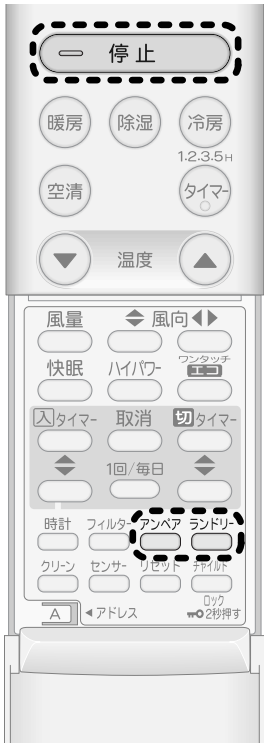 停止
暖房 除湿 冷房
1.2.3.5H
空清 タイマー
温度
風量 風向
快眠 ハイパワー ワンタッチ
エコ
入タイマー 取消 切タイマー
1回/毎日
時計 フィルター アンペア ランドリー
クリーン センサー リセット チャイルド
ロック
A ◀アドレス 2秒押す